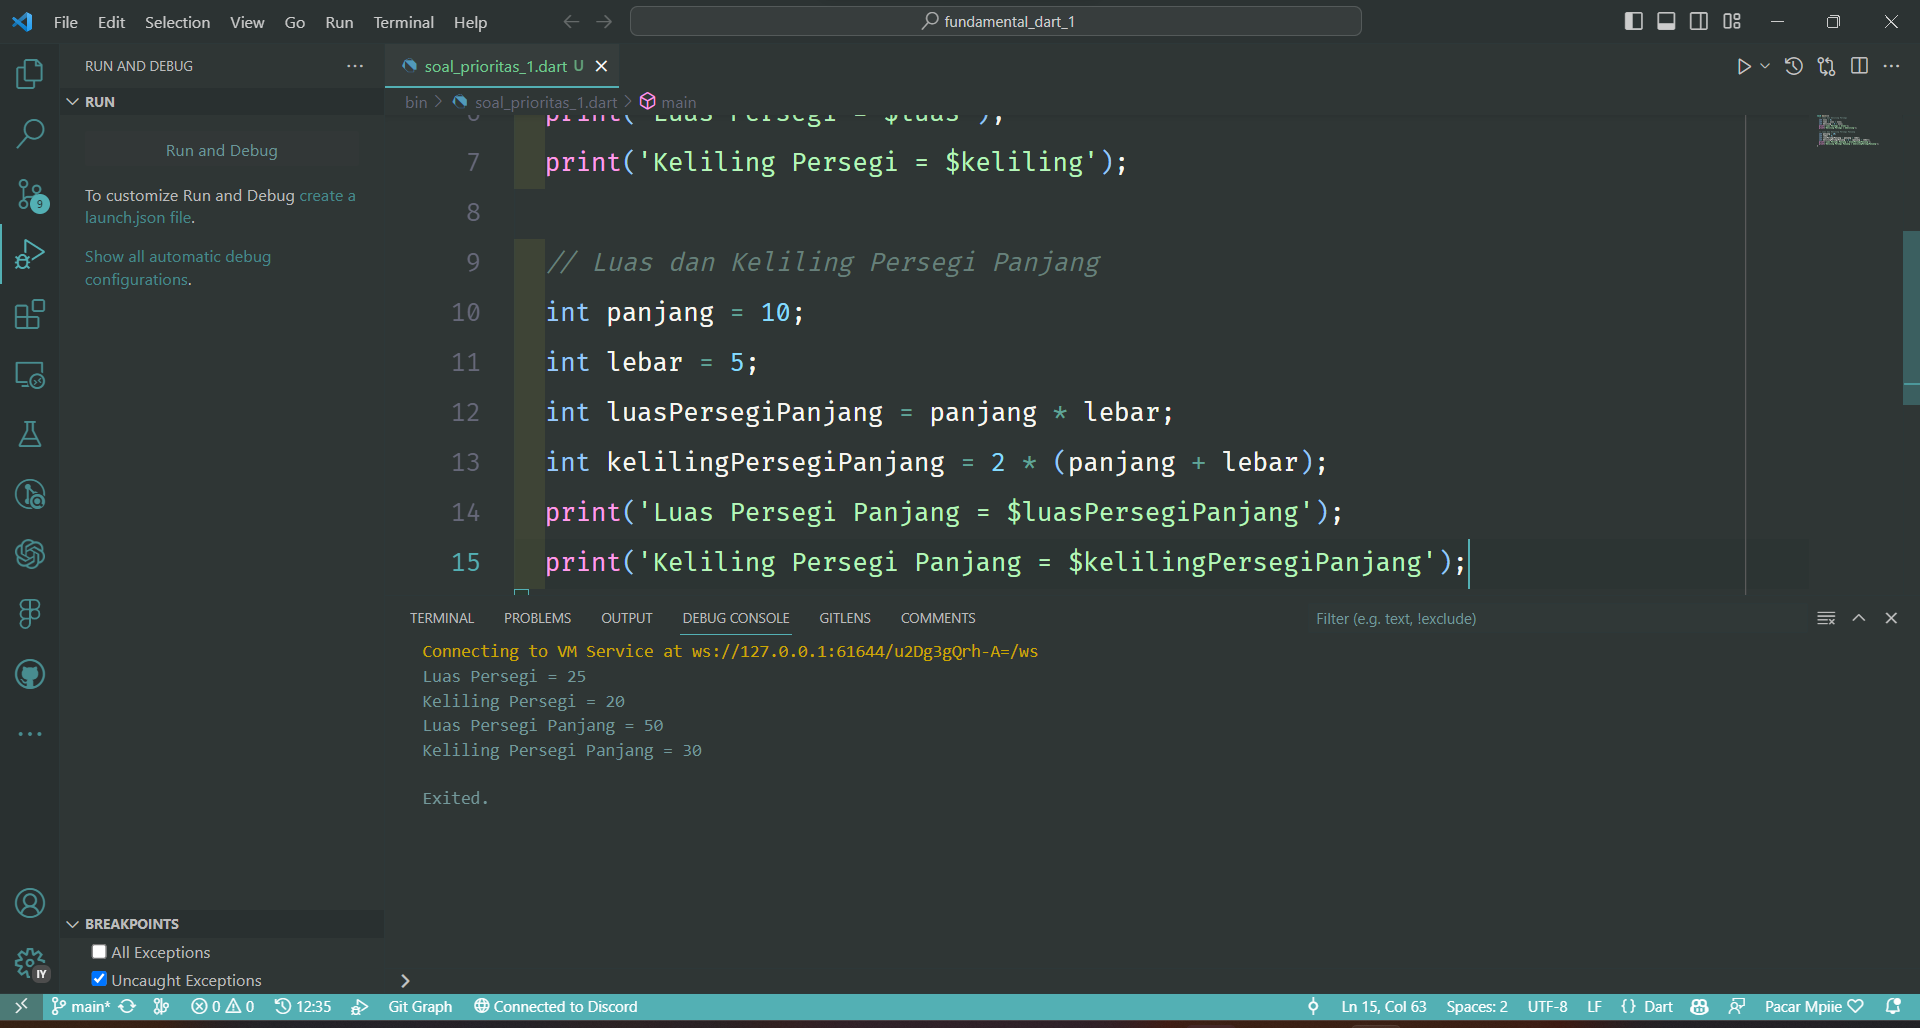 File Edit Selection View Go Run Terminal Help
fundamental_dart_1
RUN AND DEBUG
RUN
Run and Debug
To customize Run and Debug create a
launch.json file.
Show all automatic debug
configurations.
9
soal_prioritas_1.dart U
bin > soal_prioritas_1.dart > main
6 print('Luas Persegi = $luas');
7 print('Keliling Persegi = $keliling');
8
9 // Luas dan Keliling Persegi Panjang
10 int panjang = 10;
11 int lebar = 5;
12 int luasPersegiPanjang = panjang * lebar;
13 int kelilingPersegiPanjang = 2 * (panjang + lebar);
14 print('Luas Persegi Panjang = $luasPersegiPanjang');
15 print('Keliling Persegi Panjang = $kelilingPersegiPanjang');
TERMINAL PROBLEMS OUTPUT DEBUG CONSOLE GITLENS COMMENTS Filter (e.g. text, !exclude)
Connecting to VM Service at ws://127.0.0.1:61644/u2Dg3gQrh-A=/ws
Luas Persegi = 25
Keliling Persegi = 20
Luas Persegi Panjang = 50
Keliling Persegi Panjang = 30
Exited.
BREAKPOINTS
All Exceptions
Uncaught Exceptions
IY
main* 0 0 12:35 Git Graph Connected to Discord Ln 15, Col 63 Spaces: 2 UTF-8 LF {} Dart Pacar Mpiie♡